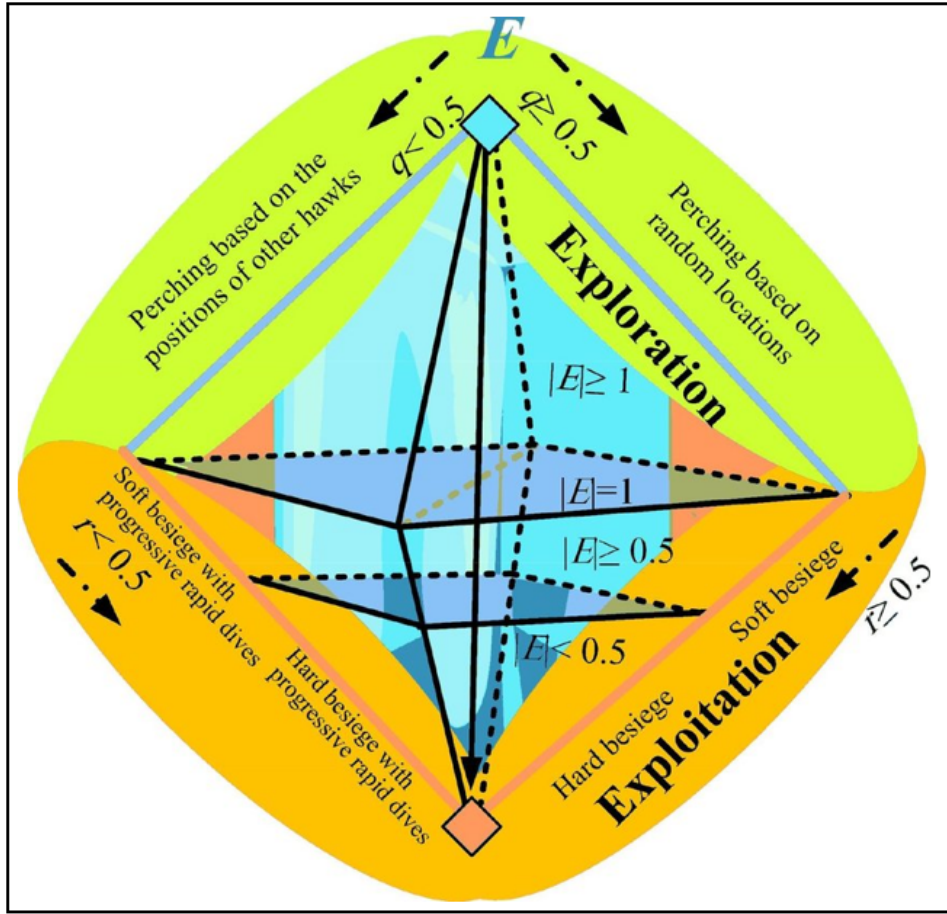 E
q< 0.5
q≥ 0.5
Perching based on the
positions of other hawks
Perching based on
random locations
Exploration
|E|≥ 1
|E|=1
|E|≥ 0.5
|E|< 0.5
Soft besiege with
progressive rapid dives
r< 0.5
Hard besiege with
progressive rapid dives
Soft besiege
r≥ 0.5
Hard besiege
Exploitation